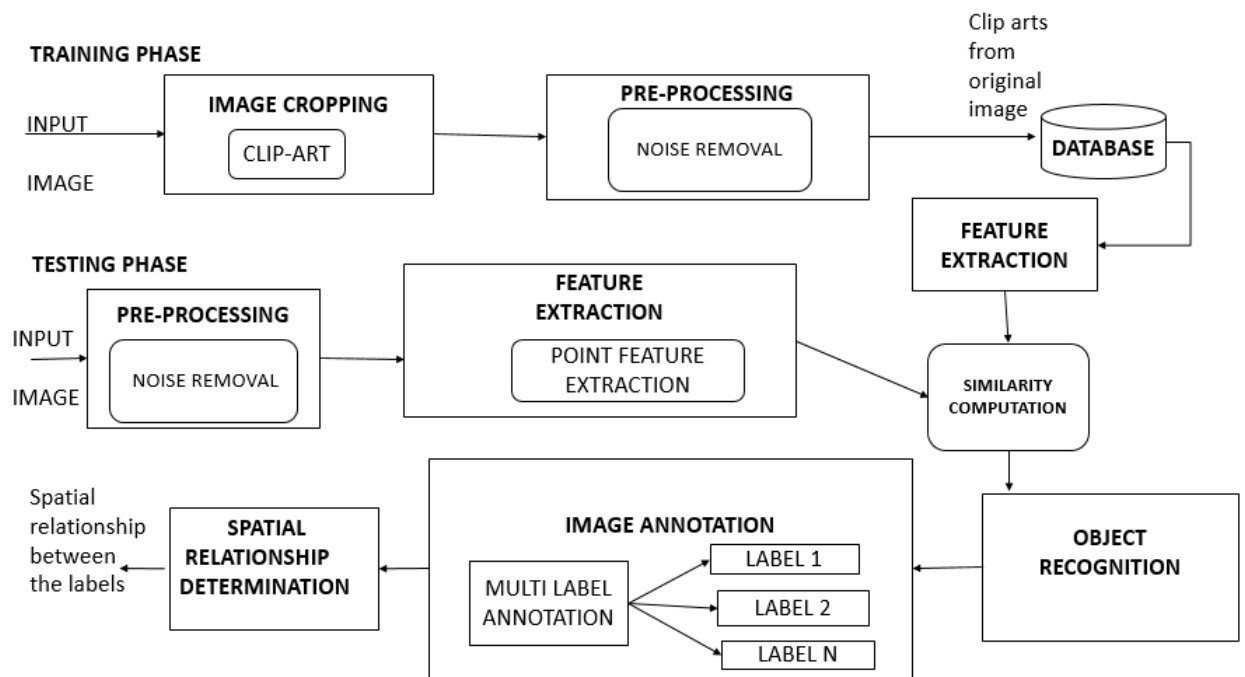 TRAINING PHASE
INPUT
IMAGE
IMAGE CROPPING
CLIP-ART
PRE-PROCESSING
NOISE REMOVAL
Clip arts
from
original
image
DATABASE
FEATURE
EXTRACTION
TESTING PHASE
INPUT
IMAGE
PRE-PROCESSING
NOISE REMOVAL
FEATURE
EXTRACTION
POINT FEATURE
EXTRACTION
SIMILARITY
COMPUTATION
OBJECT
RECOGNITION
IMAGE ANNOTATION
MULTI LABEL
ANNOTATION
LABEL 1
LABEL 2
LABEL N
SPATIAL
RELATIONSHIP
DETERMINATION
Spatial
relationship
between
the labels